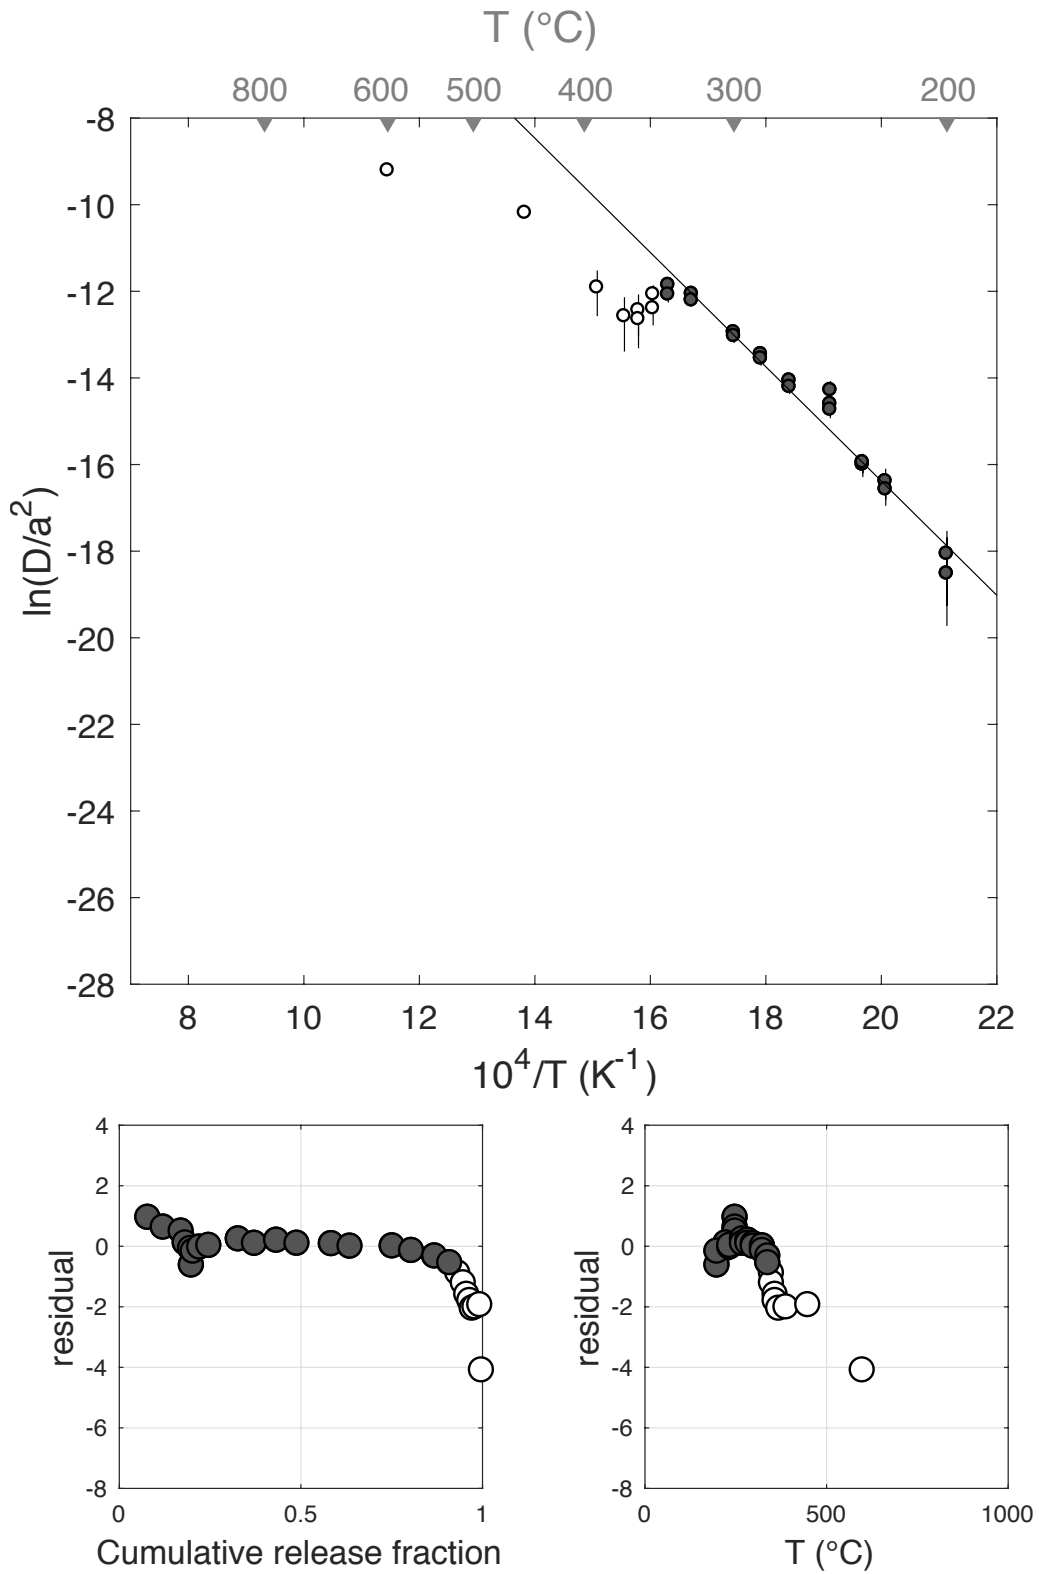 T (°C)
800 600 500 400 300 200
-8
-10
-12
-14
-16
-18
-20
-22
-24
-26
-28
ln(D/a²)
8 10 12 14 16 18 20 22
10⁴/T (K⁻¹)
4
2
0
-2
-4
-6
-8
residual
0 0.5 1
Cumulative release fraction
4
2
0
-2
-4
-6
-8
residual
0 500 1000
T (°C)